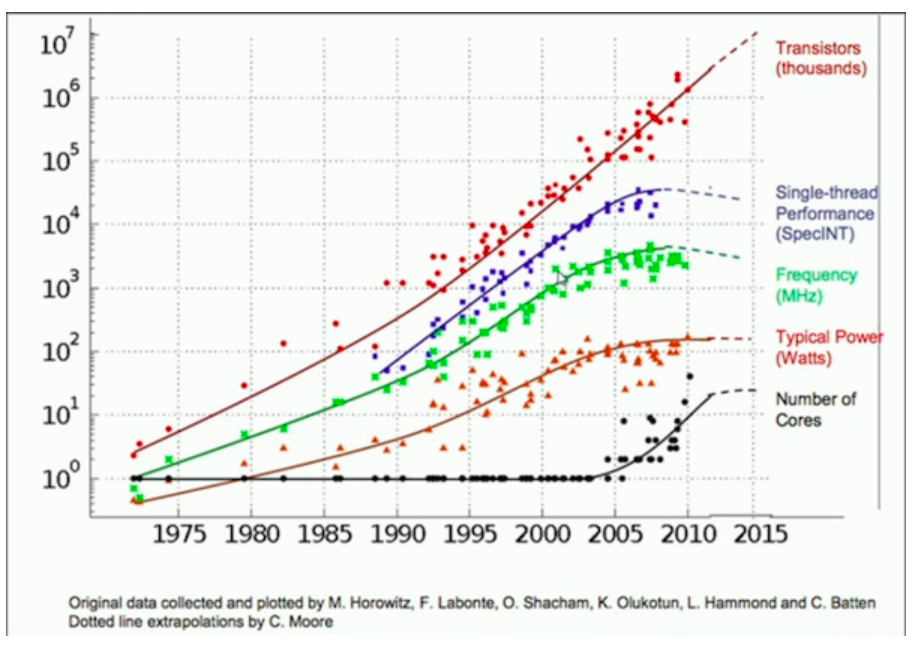 10⁷
10⁶
10⁵
10⁴
10³
10²
10¹
10⁰
Transistors
(thousands)
Single-thread
Performance
(SpecINT)
Frequency
(MHz)
Typical Power
(Watts)
Number of
Cores
1975 1980 1985 1990 1995 2000 2005 2010 2015
Original data collected and plotted by M. Horowitz, F. Labonte, O. Shacham, K. Olukotun, L. Hammond and C. Batten
Dotted line extrapolations by C. Moore